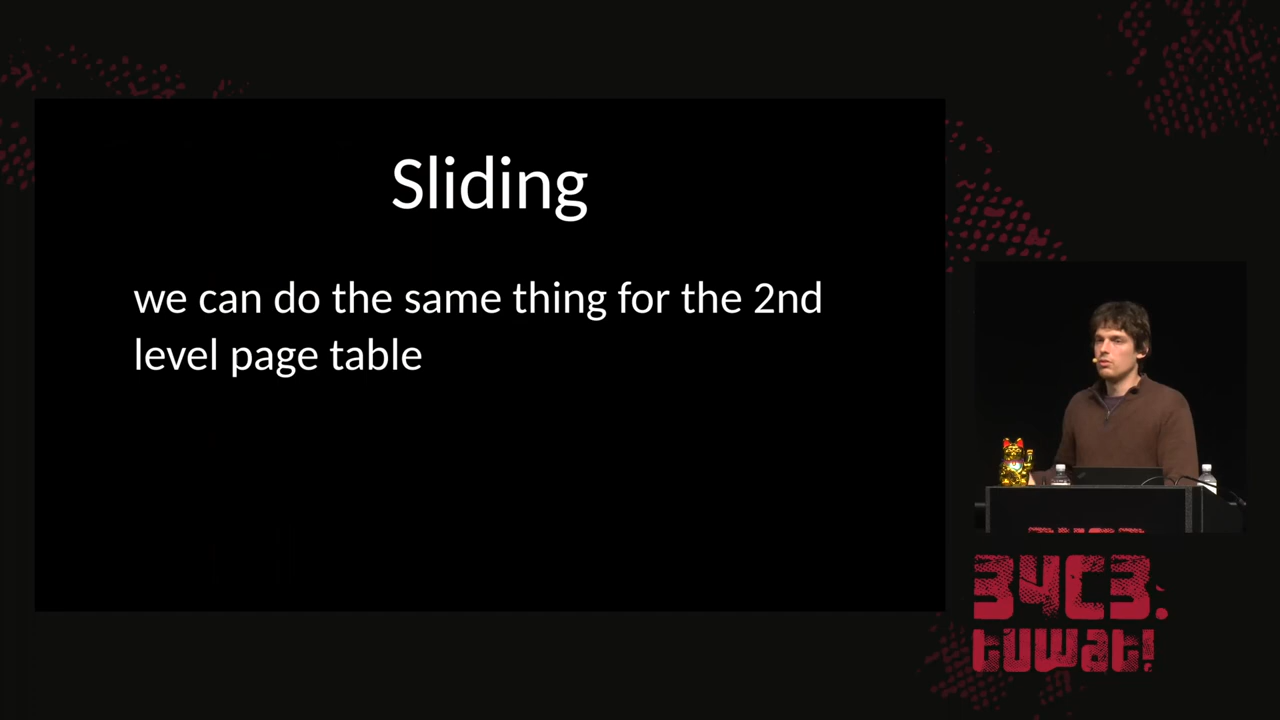 Sliding
we can do the same thing for the 2nd
level page table
34C3.
tuwat!